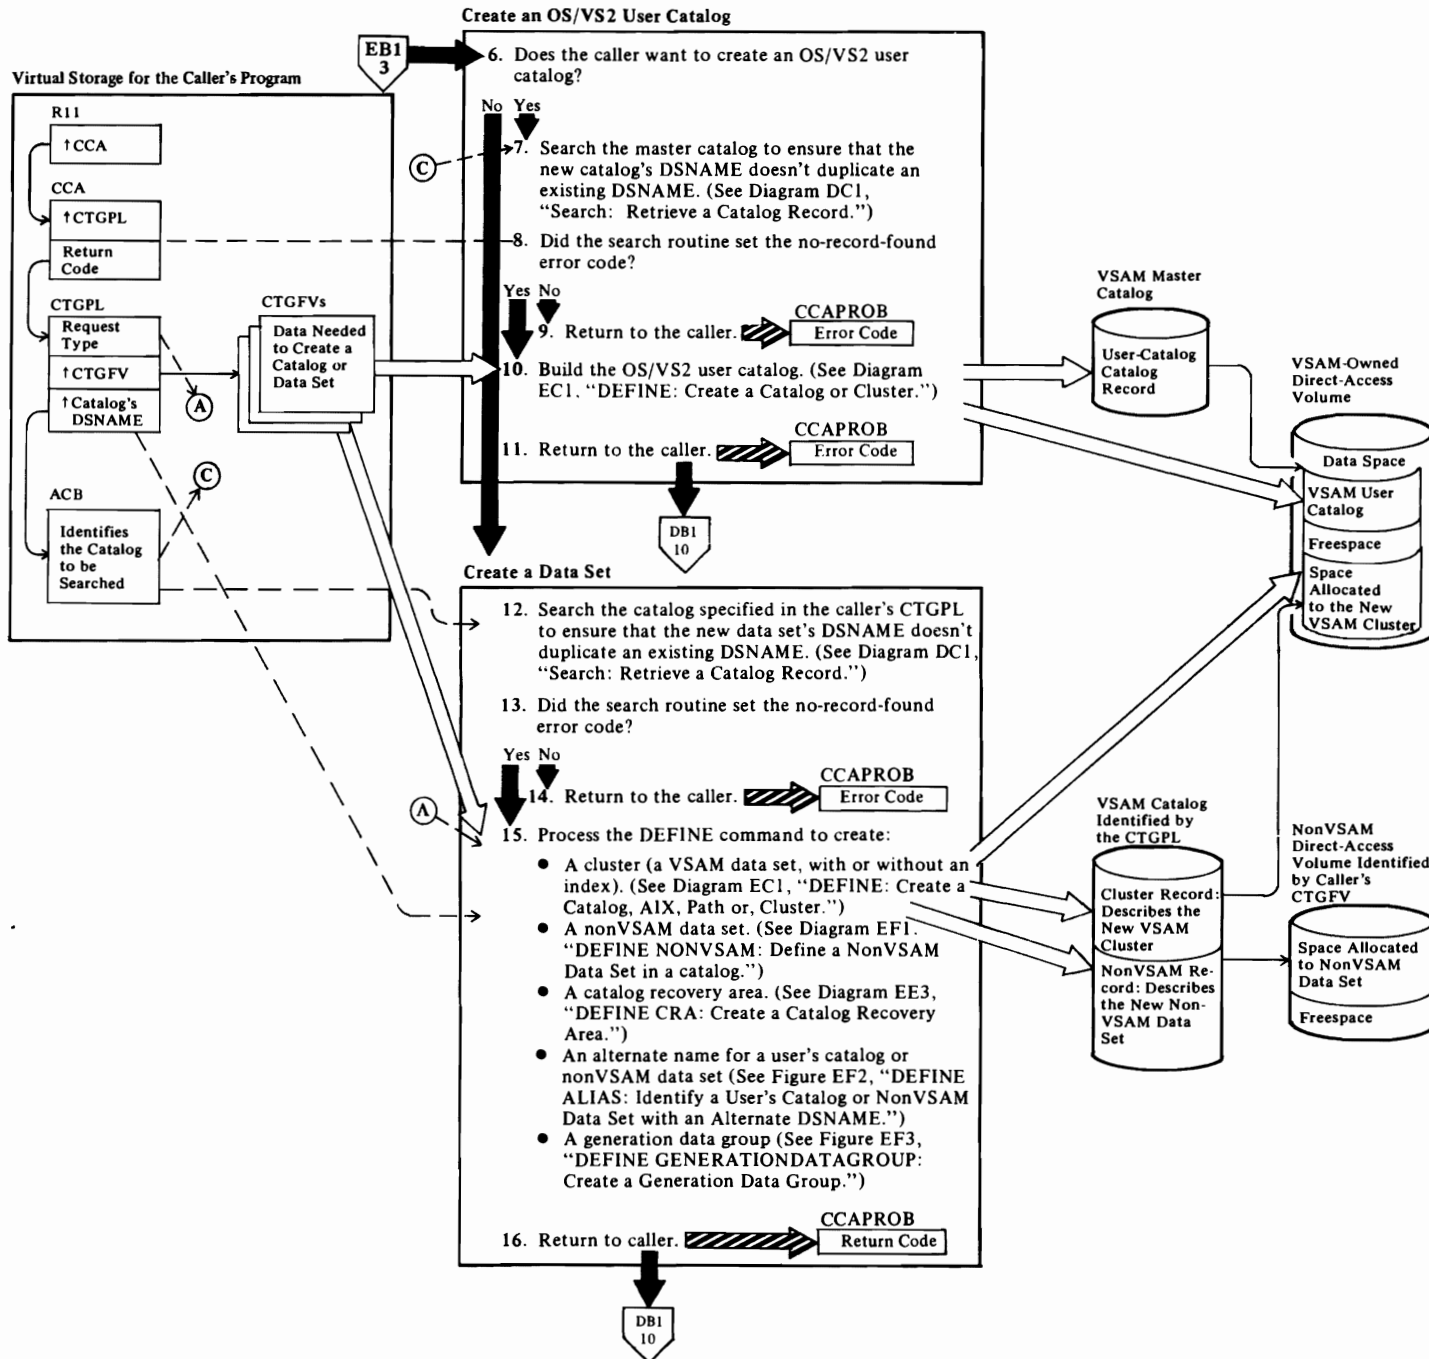 Create an OS/VS2 User Catalog
EB1
3
6. Does the caller want to create an OS/VS2 user
catalog?
No Yes
7. Search the master catalog to ensure that the
new catalog's DSNAME doesn't duplicate an
existing DSNAME. (See Diagram DC1,
“Search: Retrieve a Catalog Record.”)
8. Did the search routine set the no-record-found
error code?
Yes No
CCAPROB
9. Return to the caller.
Error Code
10. Build the OS/VS2 user catalog. (See Diagram
EC1, “DEFINE: Create a Catalog or Cluster.”)
CCAPROB
11. Return to the caller.
Error Code
DB1
10
Virtual Storage for the Caller's Program
R11
↑CCA
CCA
↑CTGPL
Return
Code
CTGPL
Request
Type
↑CTGFV
↑Catalog's
DSNAME
A
C
ACB
Identifies
the Catalog
to be
Searched
CTGFVs
Data Needed
to Create a
Catalog or
Data Set
C
A
Create a Data Set
12. Search the catalog specified in the caller's CTGPL
to ensure that the new data set's DSNAME doesn't
duplicate an existing DSNAME. (See Diagram DC1,
“Search: Retrieve a Catalog Record.”)
13. Did the search routine set the no-record-found
error code?
Yes No
CCAPROB
14. Return to the caller.
Error Code
15. Process the DEFINE command to create:
● A cluster (a VSAM data set, with or without an
index). (See Diagram EC1, “DEFINE: Create a
Catalog, AIX, Path or, Cluster.”)
● A nonVSAM data set. (See Diagram EF1.
“DEFINE NONVSAM: Define a NonVSAM
Data Set in a catalog.”)
● A catalog recovery area. (See Diagram EE3,
“DEFINE CRA: Create a Catalog Recovery
Area.”)
● An alternate name for a user's catalog or
nonVSAM data set (See Figure EF2, “DEFINE
ALIAS: Identify a User's Catalog or NonVSAM
Data Set with an Alternate DSNAME.”)
● A generation data group (See Figure EF3,
“DEFINE GENERATIONDATAGROUP:
Create a Generation Data Group.”)
CCAPROB
16. Return to caller.
Return Code
DB1
10
VSAM Master
Catalog
User-Catalog
Catalog
Record
VSAM-Owned
Direct-Access
Volume
Data Space
VSAM User
Catalog
Freespace
Space
Allocated
to the New
VSAM Cluster
VSAM Catalog
Identified by
the CTGPL
Cluster Record:
Describes the
New VSAM
Cluster
NonVSAM Re-
cord: Describes
the New Non-
VSAM Data
Set
NonVSAM
Direct-Access
Volume Identified
by Caller's
CTGFV
Space Allocated
to NonVSAM
Data Set
Freespace